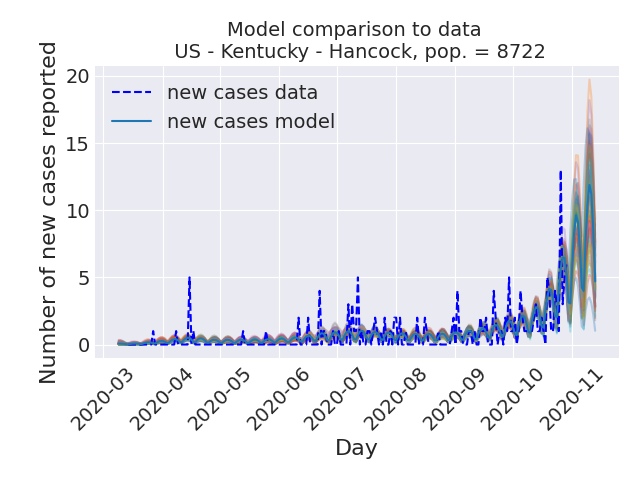 Model comparison to data
US - Kentucky - Hancock, pop. = 8722
Number of new cases reported
20
15
10
5
0
new cases data
new cases model
2020-03
2020-04
2020-05
2020-06
2020-07
2020-08
2020-09
2020-10
2020-11
Day